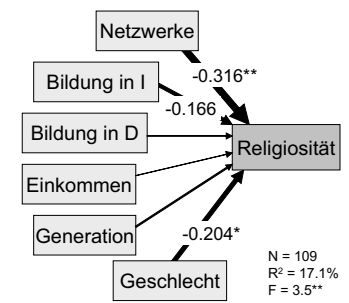 Netzwerke
-0.316**
Bildung in I
-0.166
Bildung in D
Religiosität
Einkommen
Generation
-0.204*
Geschlecht
N = 109
R² = 17.1%
F = 3.5**